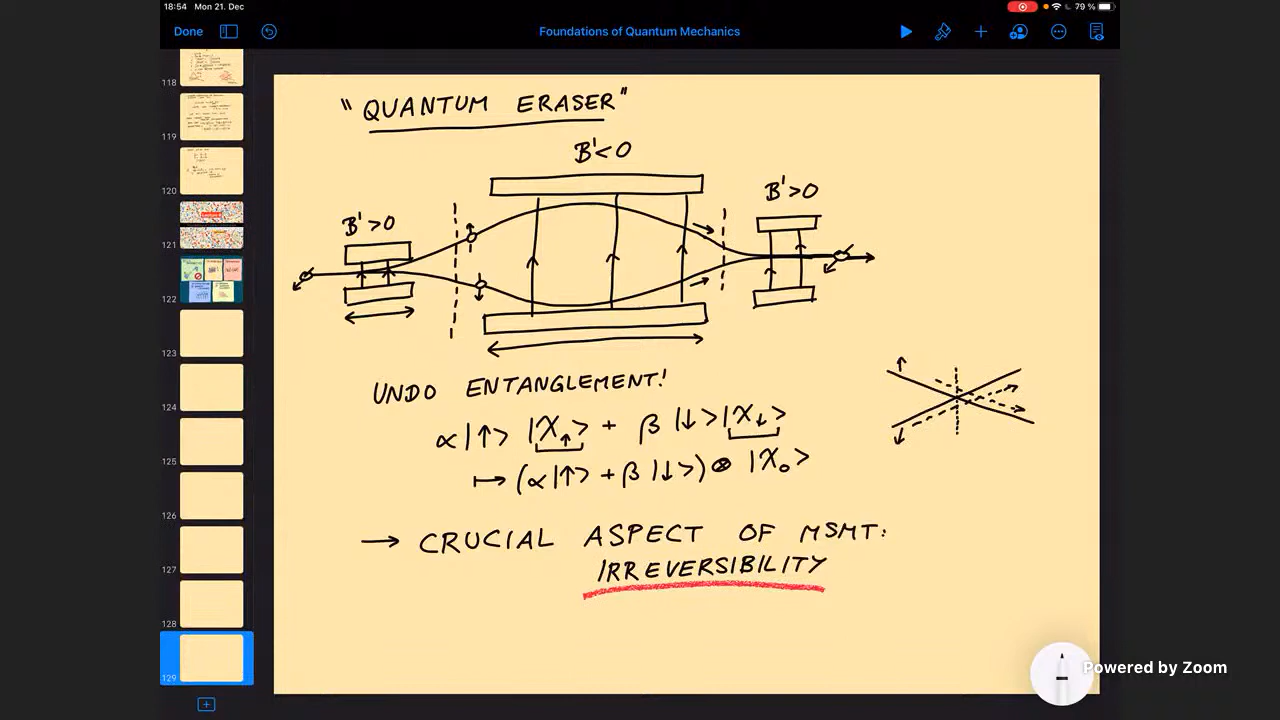 18:54 Mon 21. Dec
79 %
Done
Foundations of Quantum Mechanics
118
119
120
121
122
123
124
125
126
127
128
129
"QUANTUM ERASER"
B'<0
B'>0
B'>0
UNDO ENTANGLEMENT!
α|↑> |χ↑> + β|↓>|χ↓>
↦ (α|↑> + β|↓>) ⊗ |χ₀>
→ CRUCIAL ASPECT OF MSMT:
IRREVERSIBILITY
Powered by Zoom